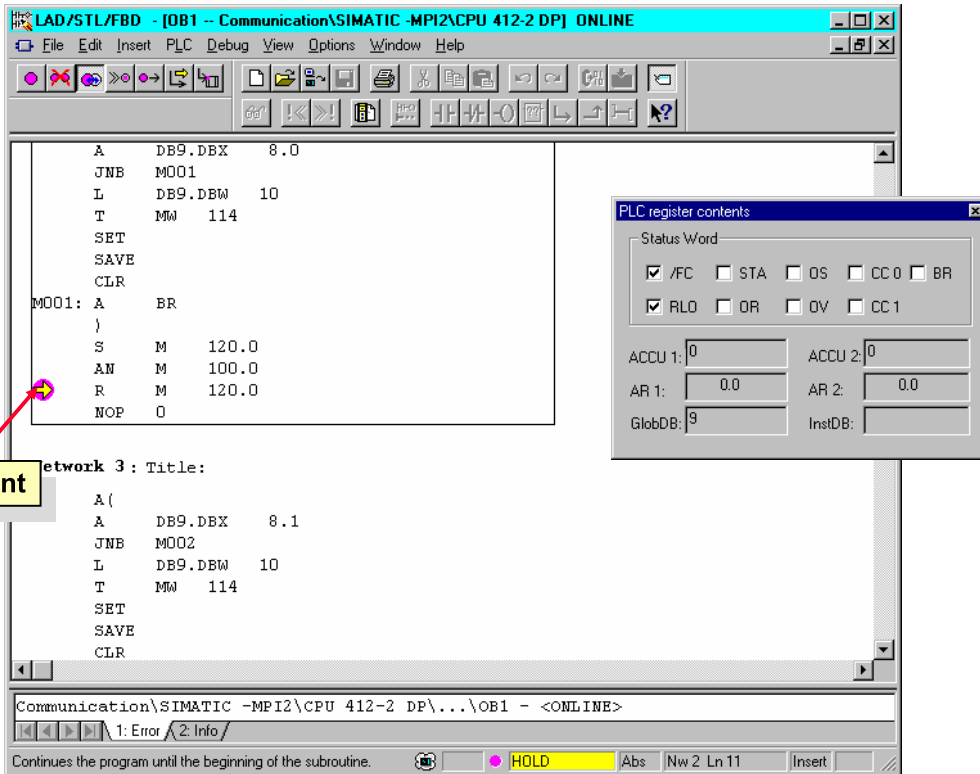 LAD/STL/FBD - [OB1 -- Communication\SIMATIC -MPI2\CPU 412-2 DP] ONLINE
File Edit Insert PLC Debug View Options Window Help
A DB9.DBX 8.0
JNB M001
L DB9.DBW 10
T MW 114
SET
SAVE
CLR
M001: A BR
)
S M 120.0
AN M 100.0
R M 120.0
NOP 0
PLC register contents
Status Word
/FC STA OS CC 0 BR
RLO OR OV CC 1
ACCU 1: 0 ACCU 2: 0
AR 1: 0.0 AR 2: 0.0
GlobDB: 9 InstDB:
nt
etwork 3 : Title:
A(
A DB9.DBX 8.1
JNB M002
L DB9.DBW 10
T MW 114
SET
SAVE
CLR
Communication\SIMATIC -MPI2\CPU 412-2 DP\...\OB1 - <ONLINE>
1: Error 2: Info
Continues the program until the beginning of the subroutine. HOLD Abs Nw 2 Ln 11 Insert